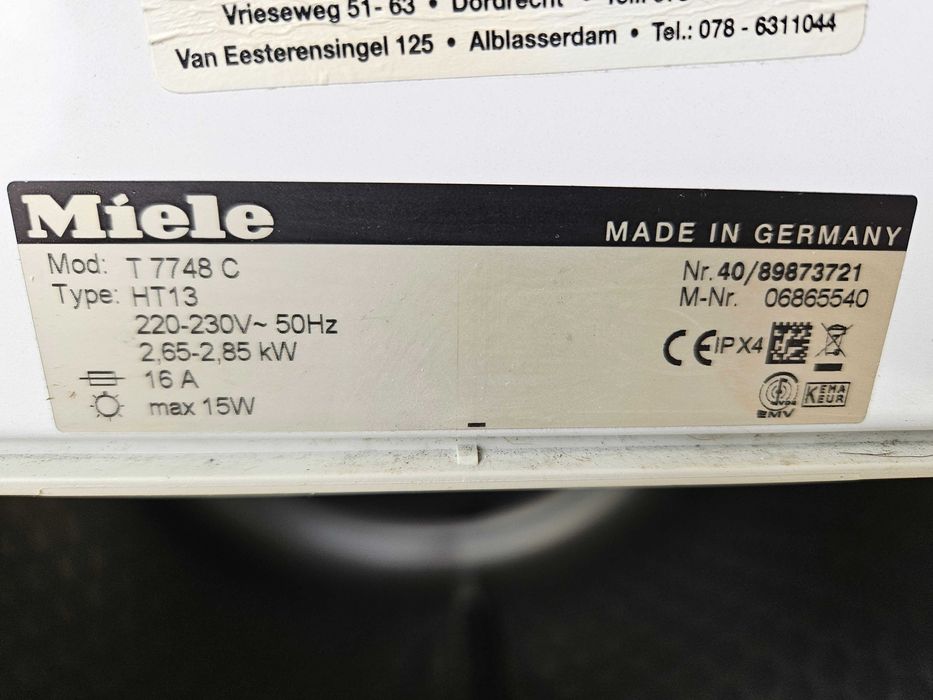 Vrieseweg 51-63 • Dordrecht •
Van Eesterensingel 125 • Alblasserdam • Tel.: 078 - 6311044
Miele MADE IN GERMANY
Mod: T 7748 C Nr. 40/89873721
Type: HT13 M-Nr. 06865540
220-230V~ 50Hz
2,65-2,85 kW CE IPX4
16 A
max 15W
VDE
EMV
KEMA
KEUR